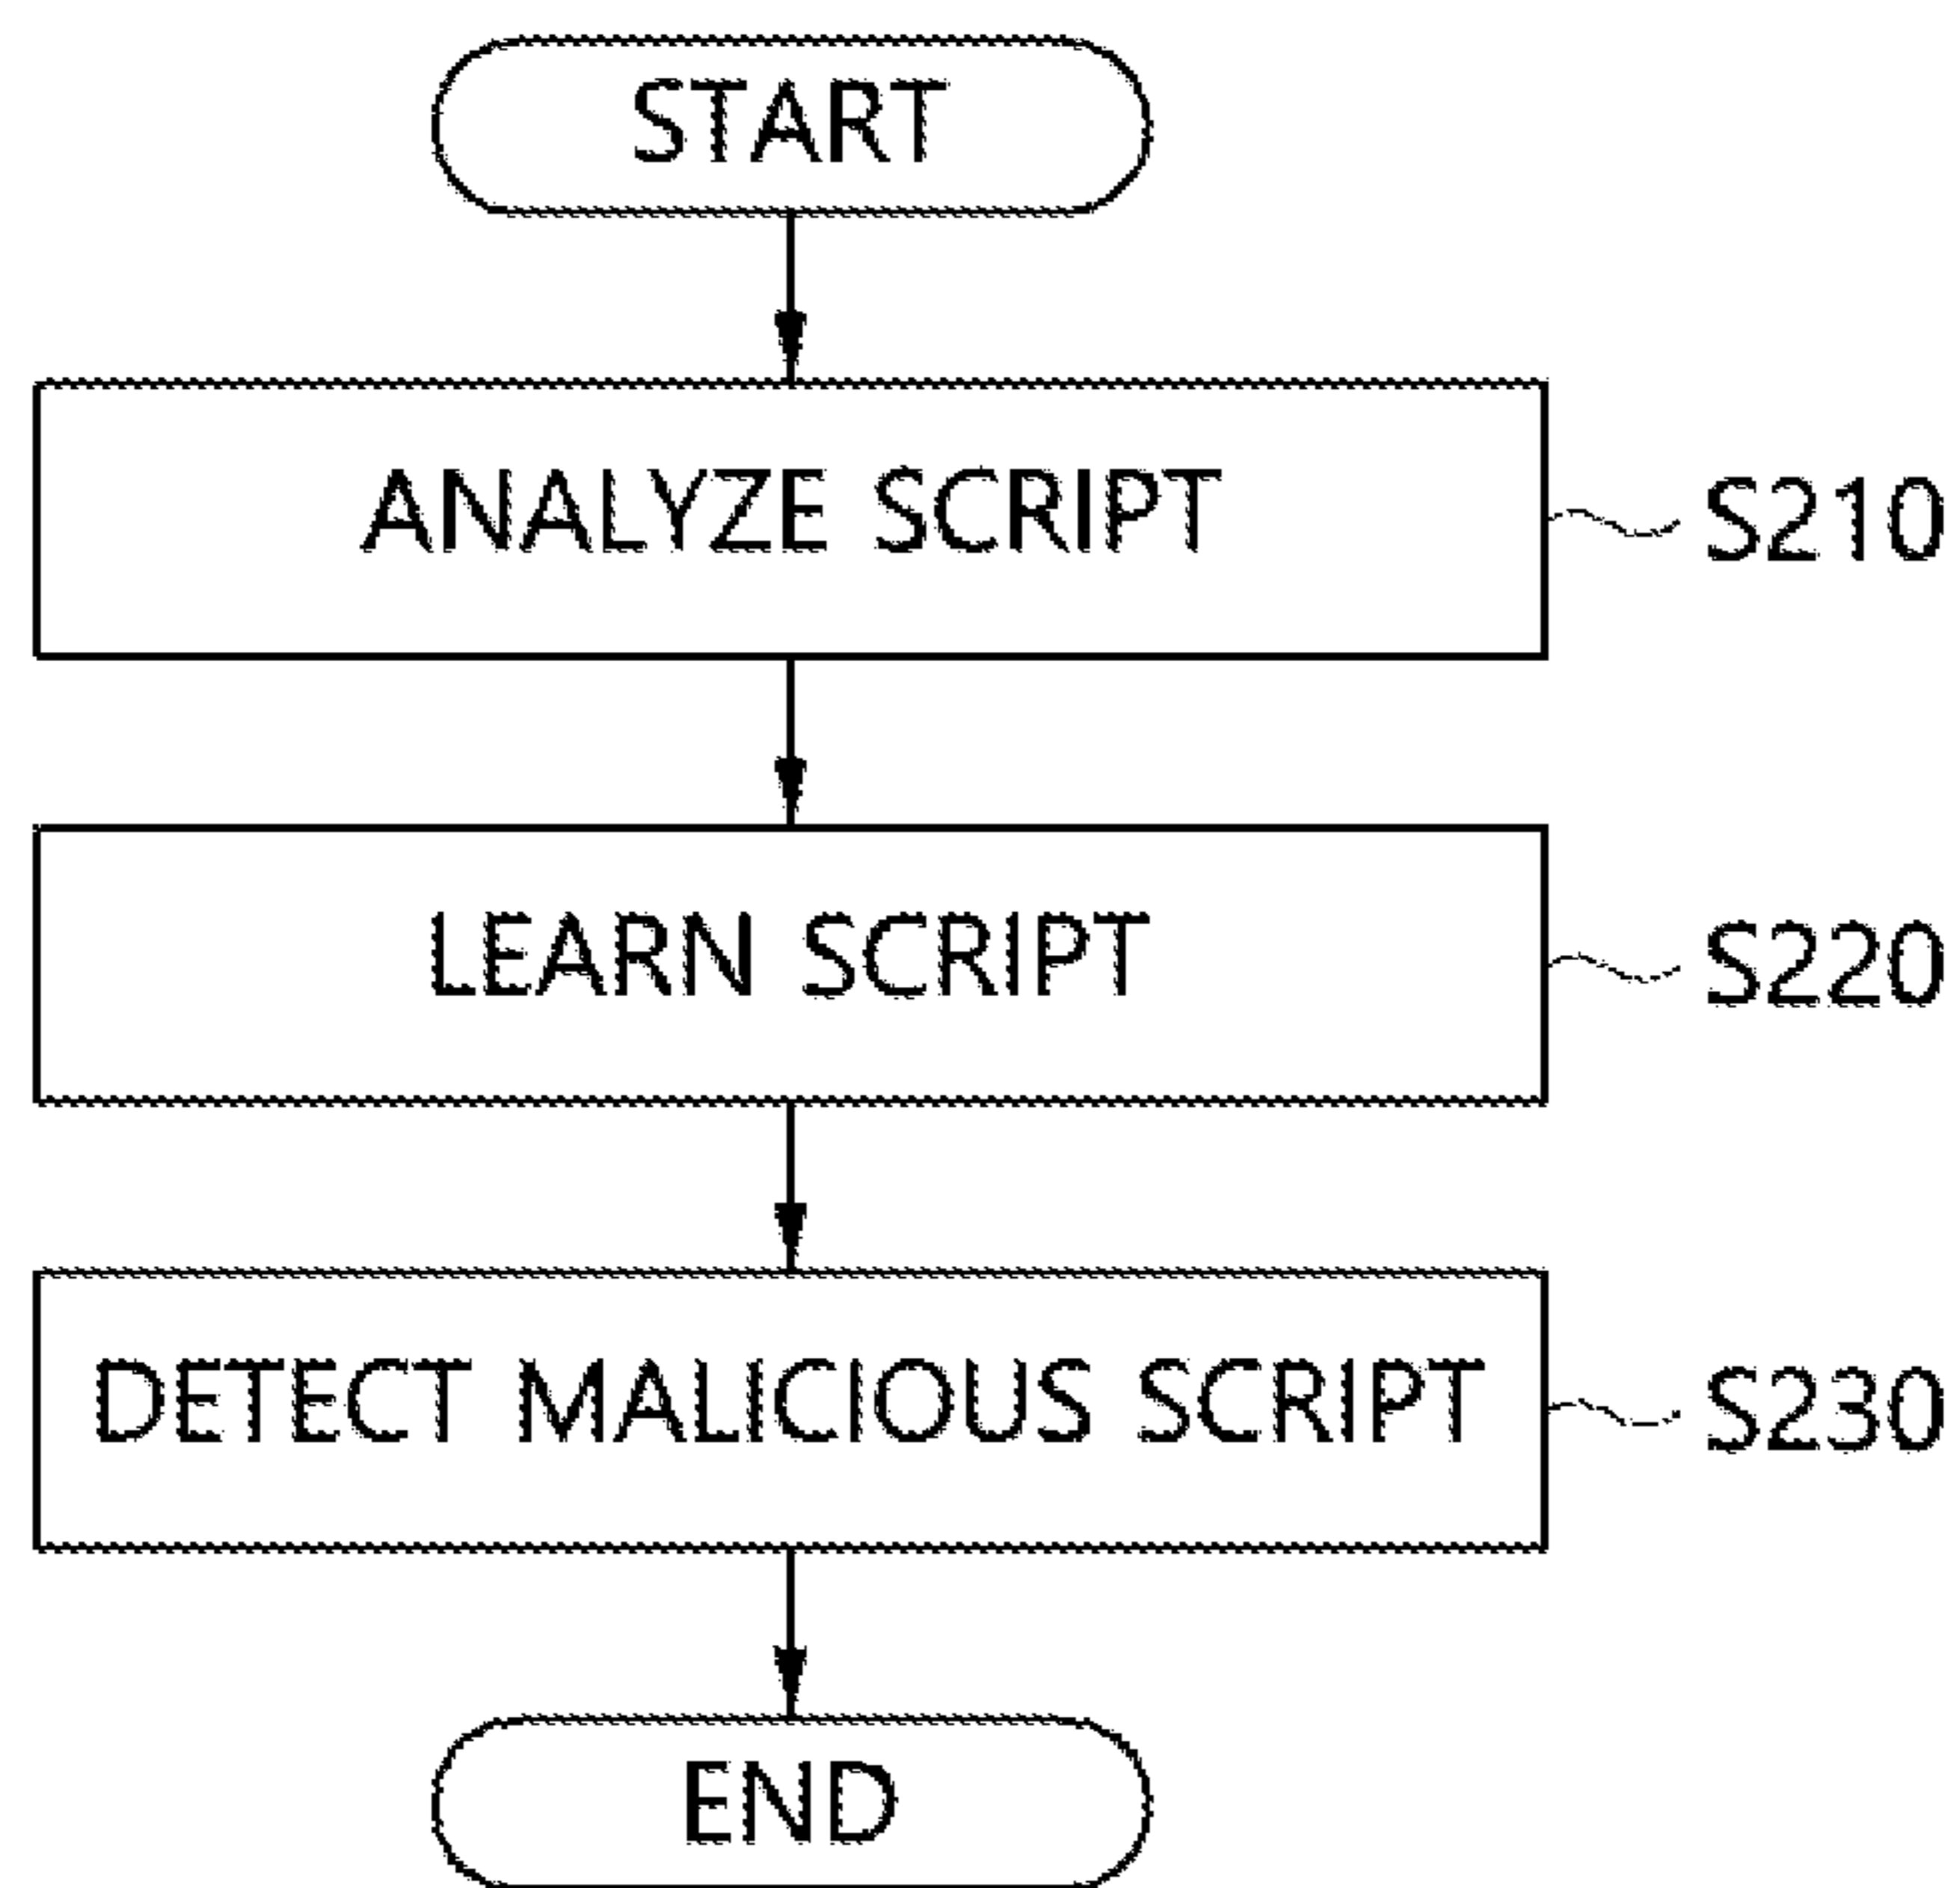 START
ANALYZE SCRIPT
S210
LEARN SCRIPT
S220
DETECT MALICIOUS SCRIPT
S230
END